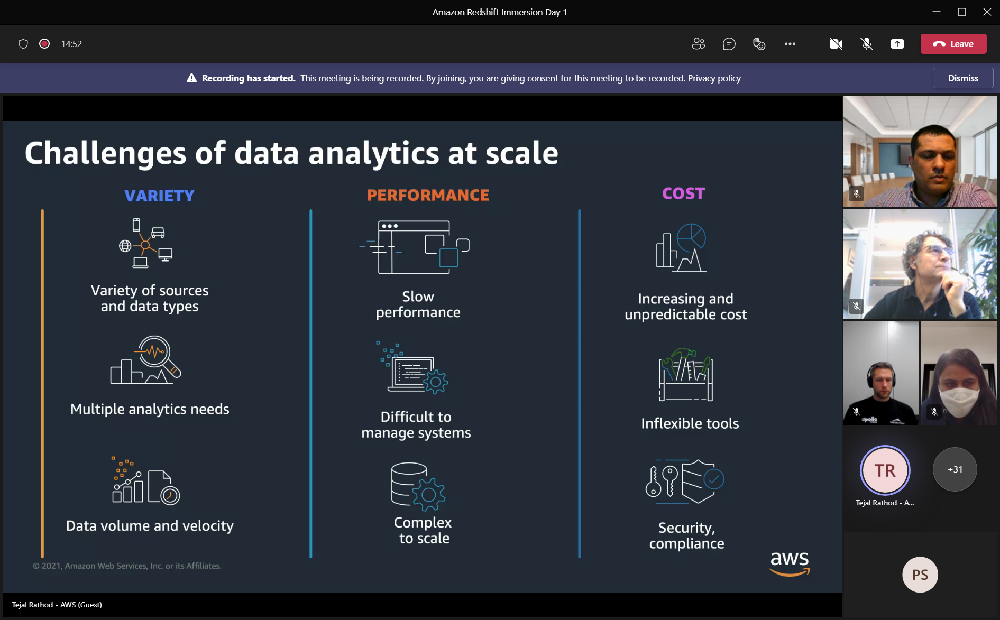 Amazon Redshift Immersion Day 1
14:52
Leave
Recording has started. This meeting is being recorded. By joining, you are giving consent for this meeting to be recorded. Privacy policy
Dismiss
Challenges of data analytics at scale
VARIETY
Variety of sources
and data types
Multiple analytics needs
Data volume and velocity
PERFORMANCE
Slow
performance
Difficult to
manage systems
Complex
to scale
COST
Increasing and
unpredictable cost
Inflexible tools
Security,
compliance
© 2021, Amazon Web Services, Inc. or its Affiliates.
aws
Tejal Rathod - AWS (Guest)
apollo
TR
+31
Tejal Rathod - A...
PS